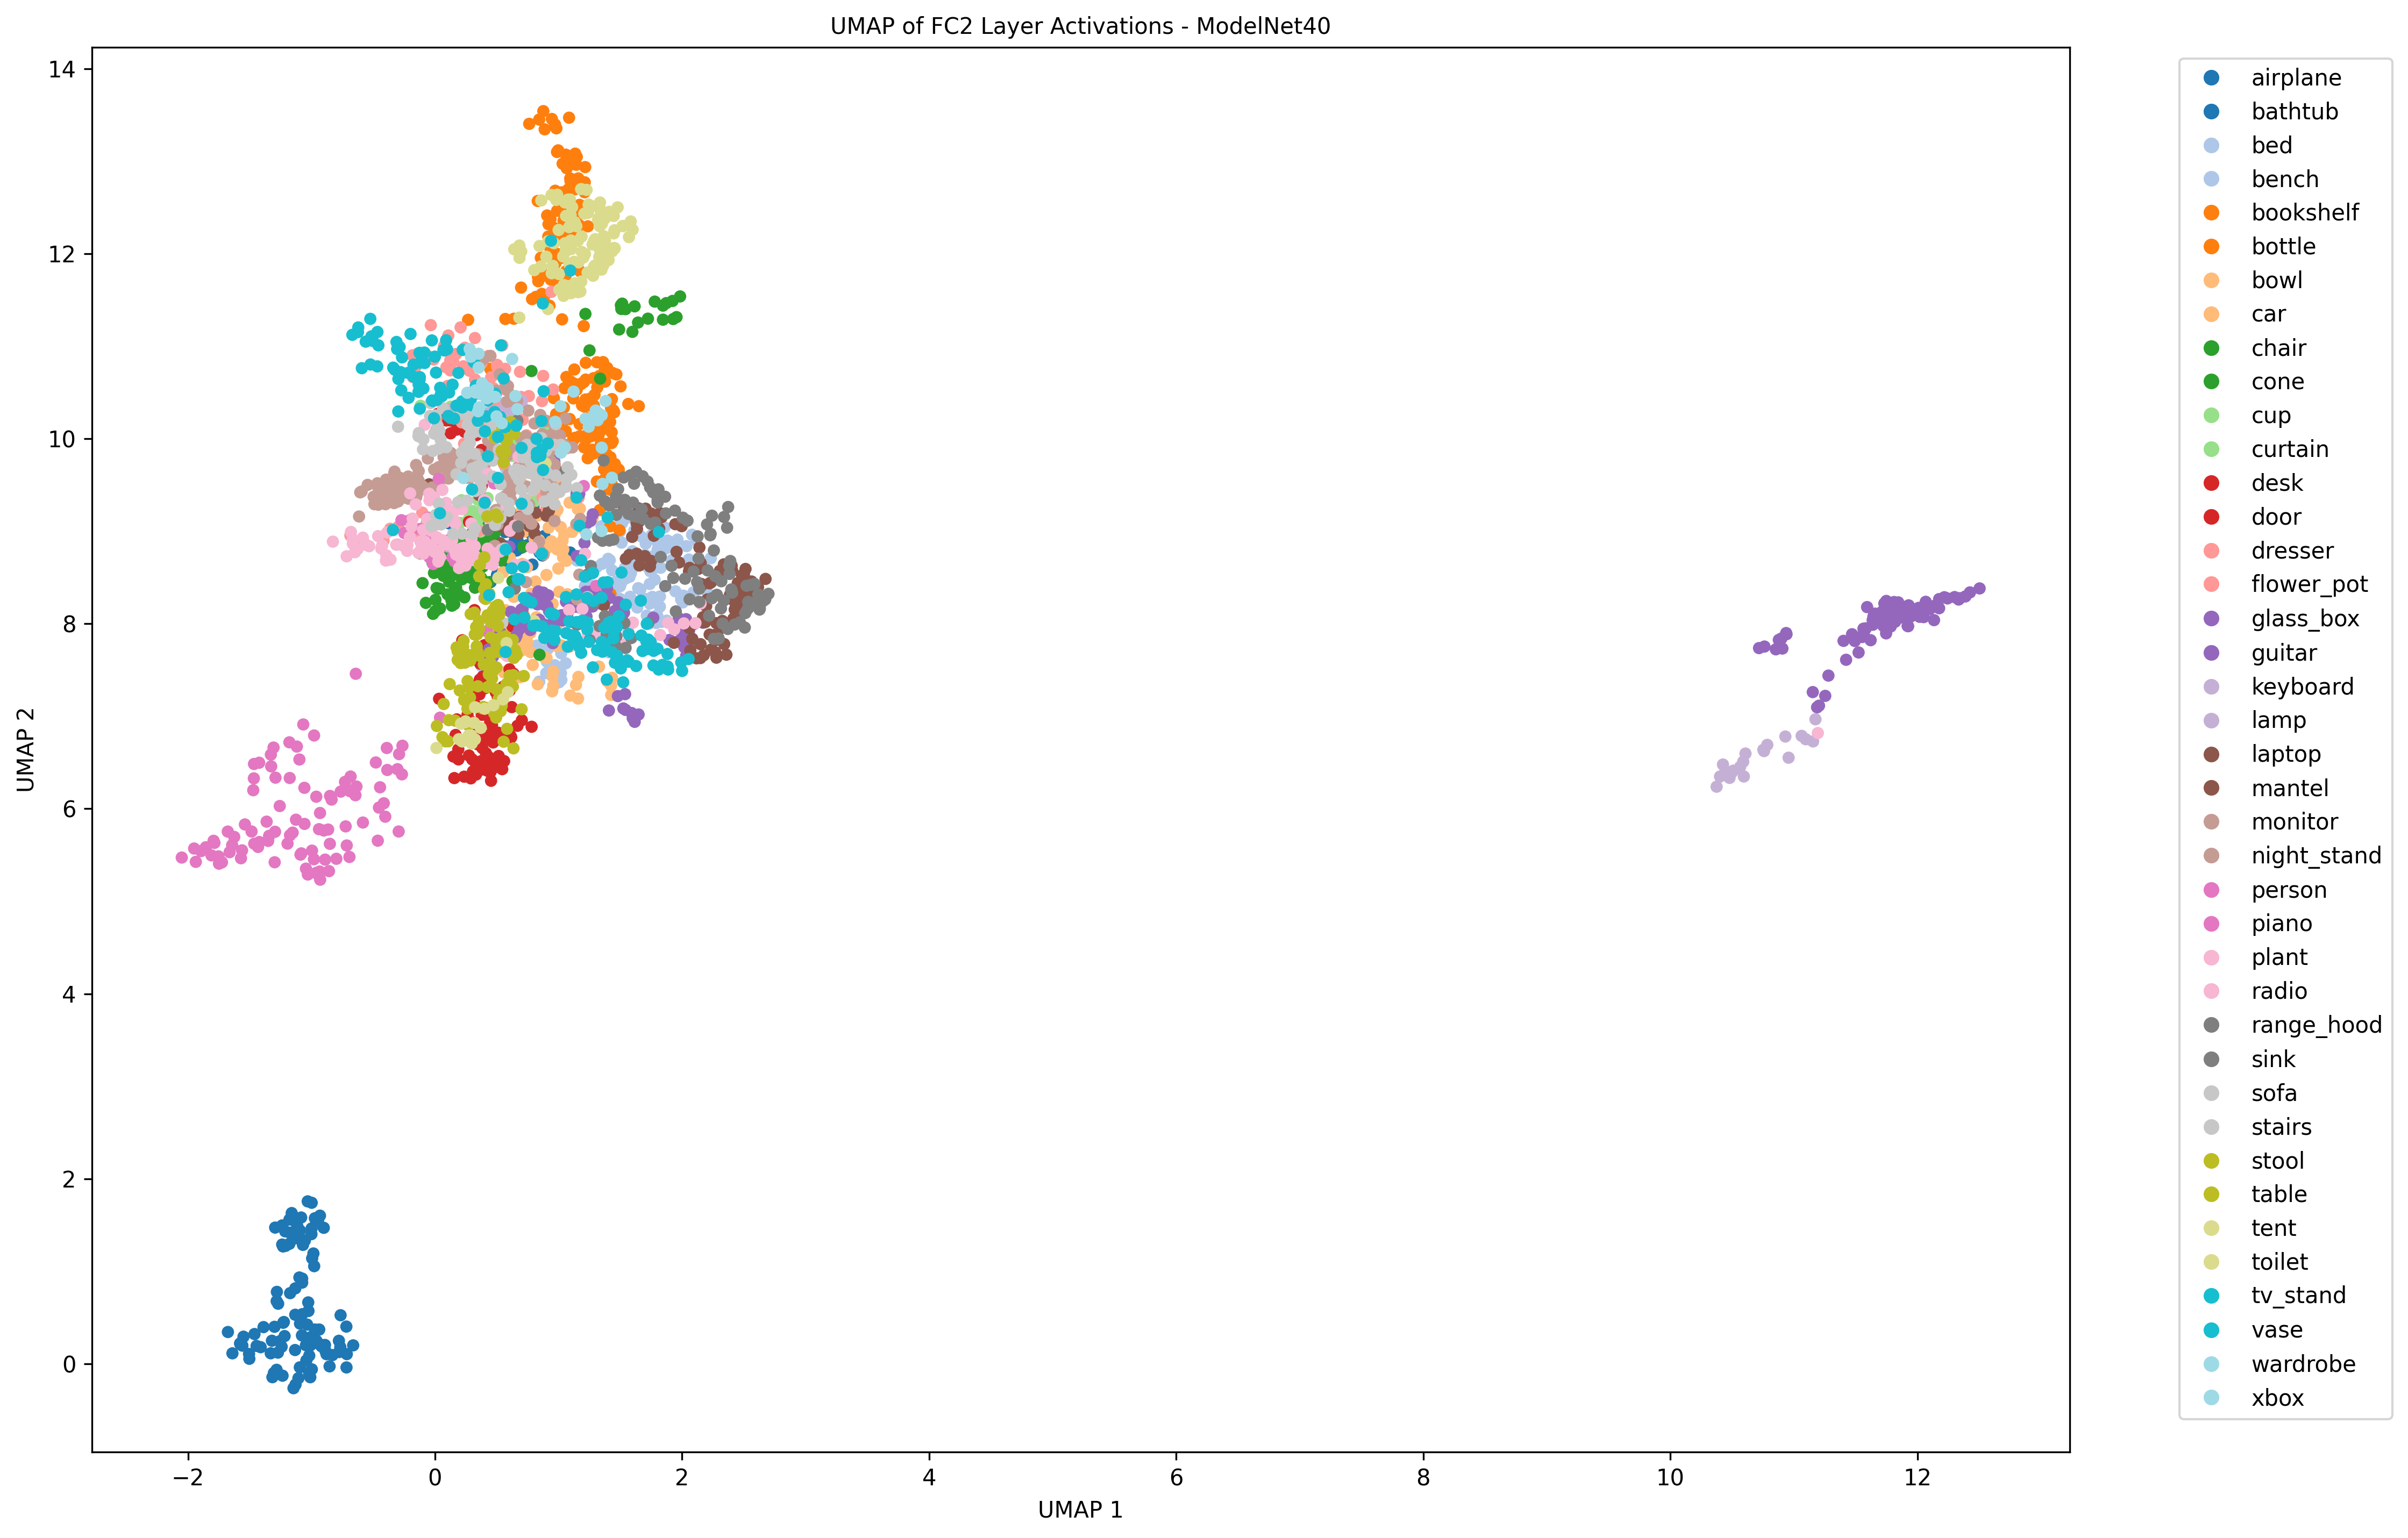 UMAP of FC2 Layer Activations - ModelNet40
14
12
10
8
6
4
2
0
UMAP 2
−2
0
2
4
6
8
10
12
UMAP 1
airplane
bathtub
bed
bench
bookshelf
bottle
bowl
car
chair
cone
cup
curtain
desk
door
dresser
flower_pot
glass_box
guitar
keyboard
lamp
laptop
mantel
monitor
night_stand
person
piano
plant
radio
range_hood
sink
sofa
stairs
stool
table
tent
toilet
tv_stand
vase
wardrobe
xbox